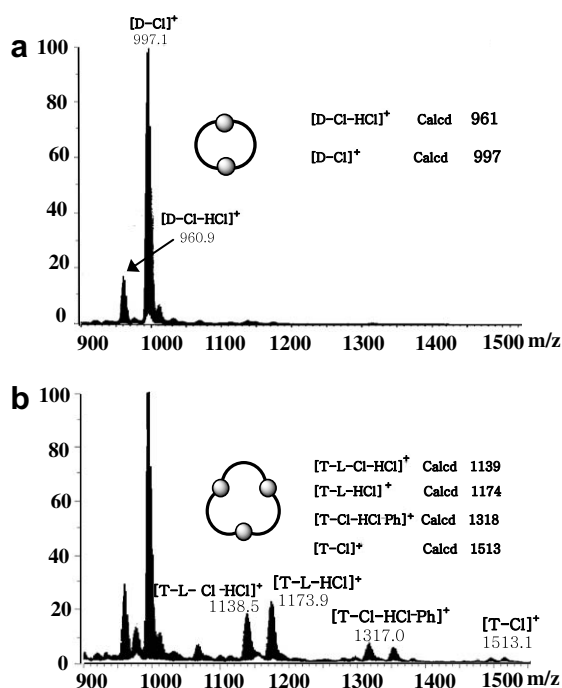 a
[D-Cl]+
997.1
100
80
60
40
20
0
[D-Cl-HCl]+
960.9
[D-Cl-HCl]+ Calcd 961
[D-Cl]+ Calcd 997
900 1000 1100 1200 1300 1400 1500 m/z
b
100
80
60
40
20
0
[T-L-Cl-HCl]+ Calcd 1139
[T-L-HCl]+ Calcd 1174
[T-Cl-HCl-Ph]+ Calcd 1318
[T-Cl]+ Calcd 1513
[T-L- Cl -HCl]+
1138.5
[T-L-HCl]+
1173.9
[T-Cl-HCl-Ph]+
1317.0
[T-Cl]+
1513.1
900 1000 1100 1200 1300 1400 1500 m/z